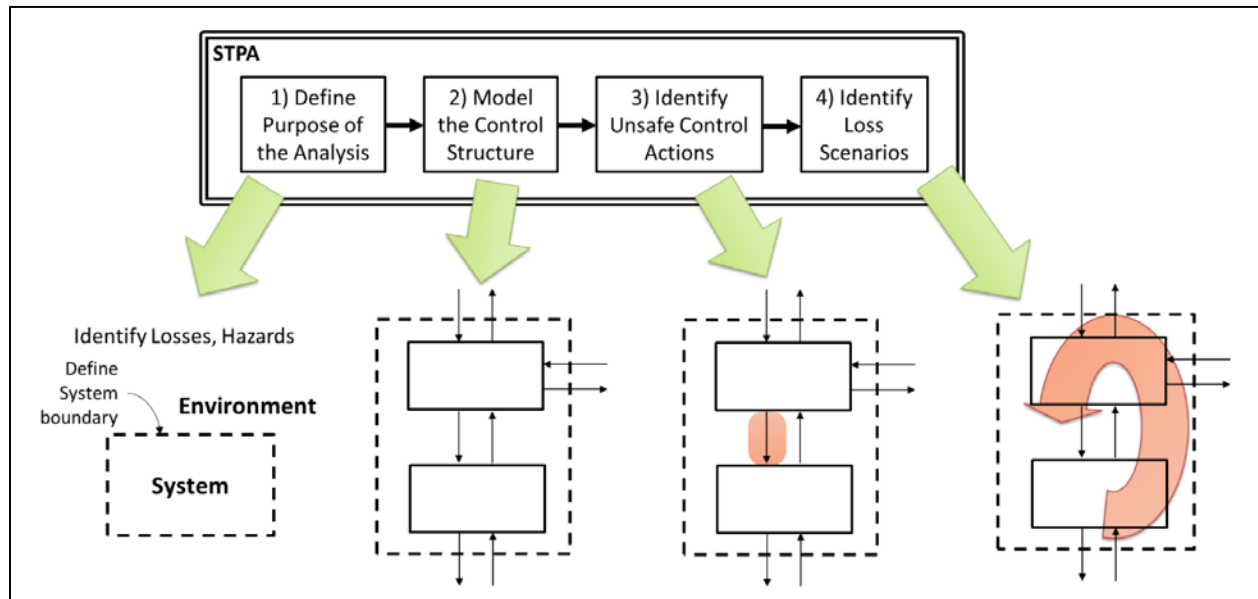 STPA
1) Define
Purpose of
the Analysis
2) Model
the Control
Structure
3) Identify
Unsafe Control
Actions
4) Identify
Loss
Scenarios
Identify Losses, Hazards
Define
System
boundary
Environment
System